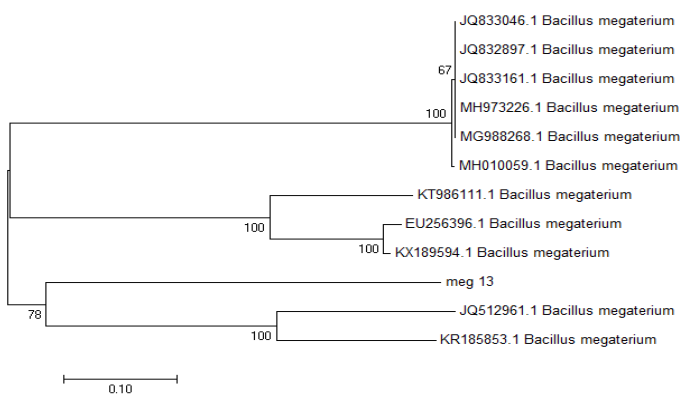 JQ833046.1 Bacillus megaterium
JQ832897.1 Bacillus megaterium
67
JQ833161.1 Bacillus megaterium
MH973226.1 Bacillus megaterium
100
MG988268.1 Bacillus megaterium
MH010059.1 Bacillus megaterium
KT986111.1 Bacillus megaterium
100
EU256396.1 Bacillus megaterium
100
KX189594.1 Bacillus megaterium
meg 13
78
JQ512961.1 Bacillus megaterium
100
KR185853.1 Bacillus megaterium
0.10